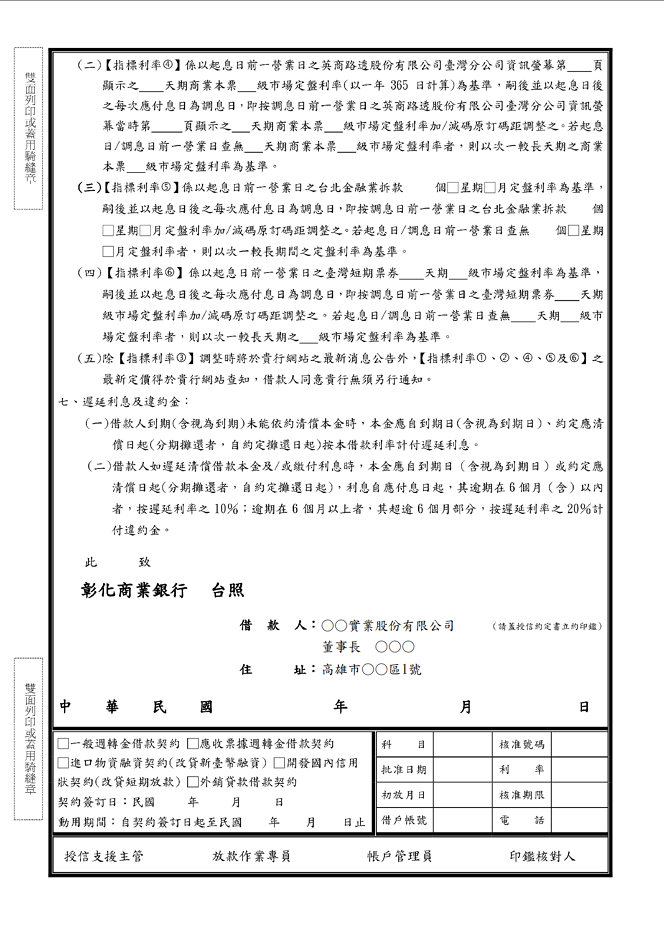 雙面列印或蓋用騎縫章
(二)【指標利率④】係以起息日前一營業日之英商路透股份有限公司臺灣分公司資訊螢幕第____頁
顯示之____天期商業本票___級市場定盤利率(以一年 365 日計算)為基準，嗣後並以起息日後
之每次應付息日為調息日，即按調息日前一營業日之英商路透股份有限公司臺灣分公司資訊螢
幕當時第_____頁顯示之___天期商業本票___級市場定盤利率加/減碼原訂碼距調整之。若起息
日/調息日前一營業日查無___天期商業本票___級市場定盤利率者，則以次一較長天期之商業
本票___級市場定盤利率為基準。
(三)【指標利率⑤】係以起息日前一營業日之台北金融業拆款　　個□星期□月定盤利率為基準，
嗣後並以起息日後之每次應付息日為調息日，即按調息日前一營業日之台北金融業拆款　　個
□星期□月定盤利率加/減碼原訂碼距調整之。若起息日/調息日前一營業日查無　　個□星期
□月定盤利率者，則以次一較長期間之定盤利率為基準。
(四)【指標利率⑥】係以起息日前一營業日之臺灣短期票券____天期___級市場定盤利率為基準，
嗣後並以起息日後之每次應付息日為調息日，即按調息日前一營業日之臺灣短期票券____天期
___級市場定盤利率加/減碼原訂碼距調整之。若起息日/調息日前一營業日查無____天期___級市
場定盤利率者，則以次一較長天期之___級市場定盤利率為基準。
(五)除【指標利率③】調整時將於貴行網站之最新消息公告外，【指標利率①、②、④、⑤及⑥】之
最新定價得於貴行網站查知，借款人同意貴行無須另行通知。
七、遲延利息及違約金：
(一)借款人到期(含視為到期)未能依約清償本金時，本金應自到期日(含視為到期日)、約定應清
償日起(分期攤還者，自約定攤還日起)按本借款利率計付遲延利息。
(二)借款人如遲延清償借款本金及/或繳付利息時，本金應自到期日（含視為到期日）或約定應
清償日起(分期攤還者，自約定攤還日起)，利息自應付息日起，其逾期在 6 個月（含）以內
者，按遲延利率之 10%；逾期在 6 個月以上者，其超逾 6 個月部分，按遲延利率之 20%計
付違約金。
此　　致
彰化商業銀行　台照
借　款　人：○○實業股份有限公司　　(請蓋授信約定書立約印鑑)
董事長　○○○
住　　址：高雄市○○區1號
雙面列印或蓋用騎縫章
中　華　民　國　　　　年　　　　月　　　　日
□一般週轉金借款契約 □應收票據週轉金借款契約
□進口物資融資契約(改貸新臺幣融資) □開發國內信用
狀契約(改貸短期放款) □外銷貸款借款契約
契約簽訂日：民國　　年　　月　　日
動用期間：自契約簽訂日起至民國　　年　　月　　日止
科　　目　　核准號碼
批准日期　　利　　率
初放月日　　核准期限
借戶帳號　　電　　話
授信支援主管　　放款作業專員　　帳戶管理員　　印鑑核對人